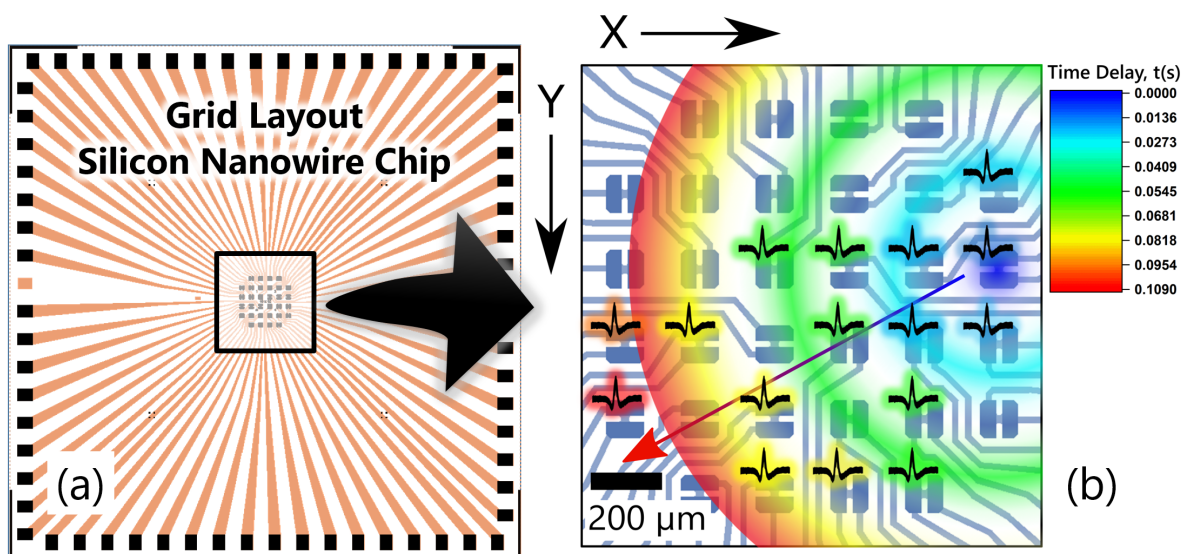 Grid Layout
Silicon Nanowire Chip
(a)
X
Y
Time Delay, t(s)
0.0000
0.0136
0.0273
0.0409
0.0545
0.0681
0.0818
0.0954
0.1090
200 µm
(b)